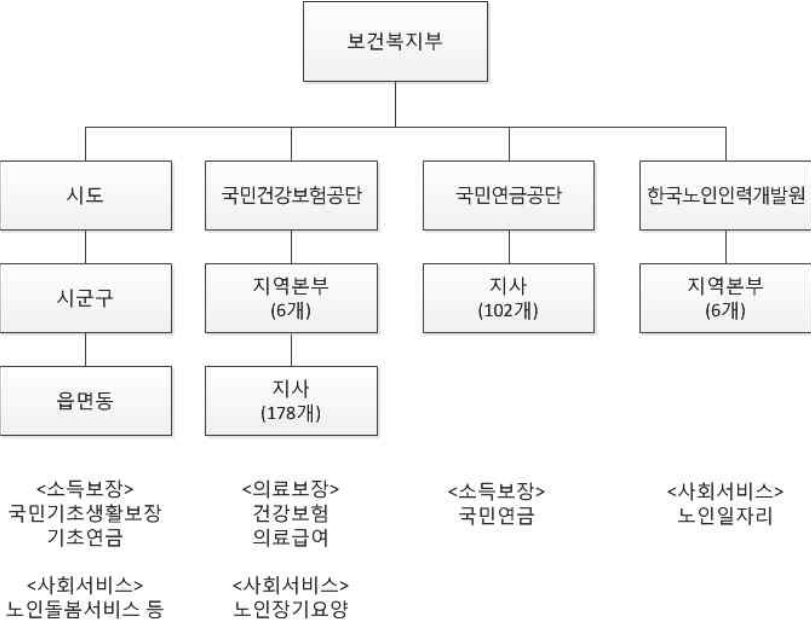 보건복지부
시도
국민건강보험공단
국민연금공단
한국노인인력개발원
시군구
지역본부
(6개)
지사
(102개)
지역본부
(6개)
읍면동
지사
(178개)
<소득보장>
국민기초생활보장
기초연금
<사회서비스>
노인돌봄서비스 등
<의료보장>
건강보험
의료급여
<사회서비스>
노인장기요양
<소득보장>
국민연금
<사회서비스>
노인일자리